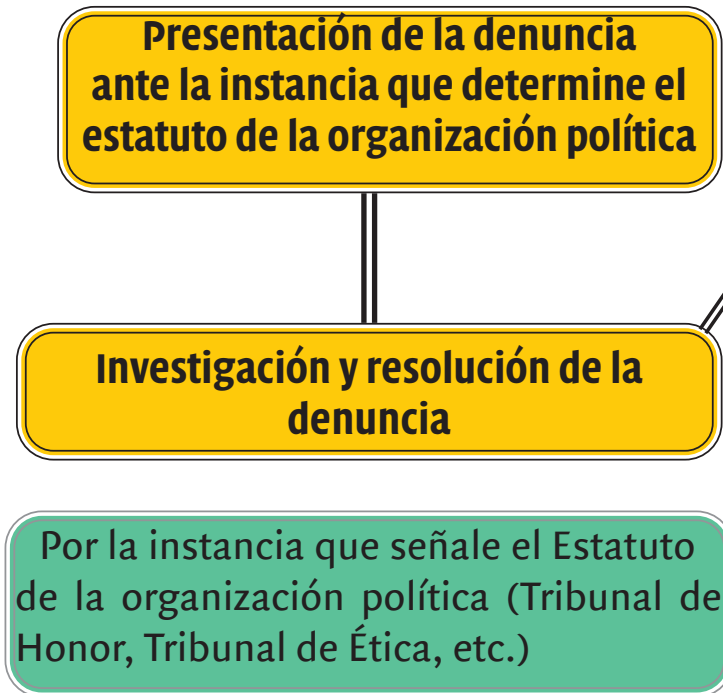 Presentación de la denuncia
ante la instancia que determine el
estatuto de la organización política
Investigación y resolución de la
denuncia
Por la instancia que señale el Estatuto
de la organización política (Tribunal de
Honor, Tribunal de Ética, etc.)